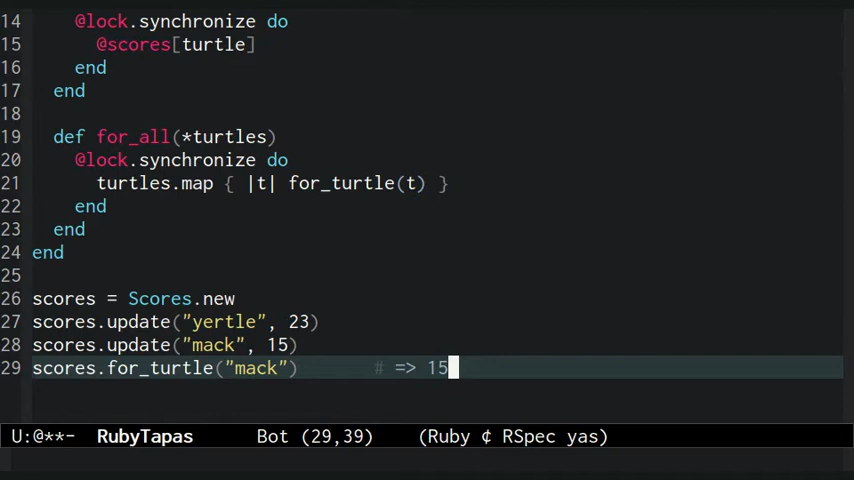 14     @lock.synchronize do
15       @scores[turtle]
16     end
17   end
18
19   def for_all(*turtles)
20     @lock.synchronize do
21       turtles.map { |t| for_turtle(t) }
22     end
23   end
24 end
25
26 scores = Scores.new
27 scores.update("yertle", 23)
28 scores.update("mack", 15)
29 scores.for_turtle("mack")       # => 15
U:@**-  RubyTapas      Bot (29,39)    (Ruby ¢ RSpec yas)